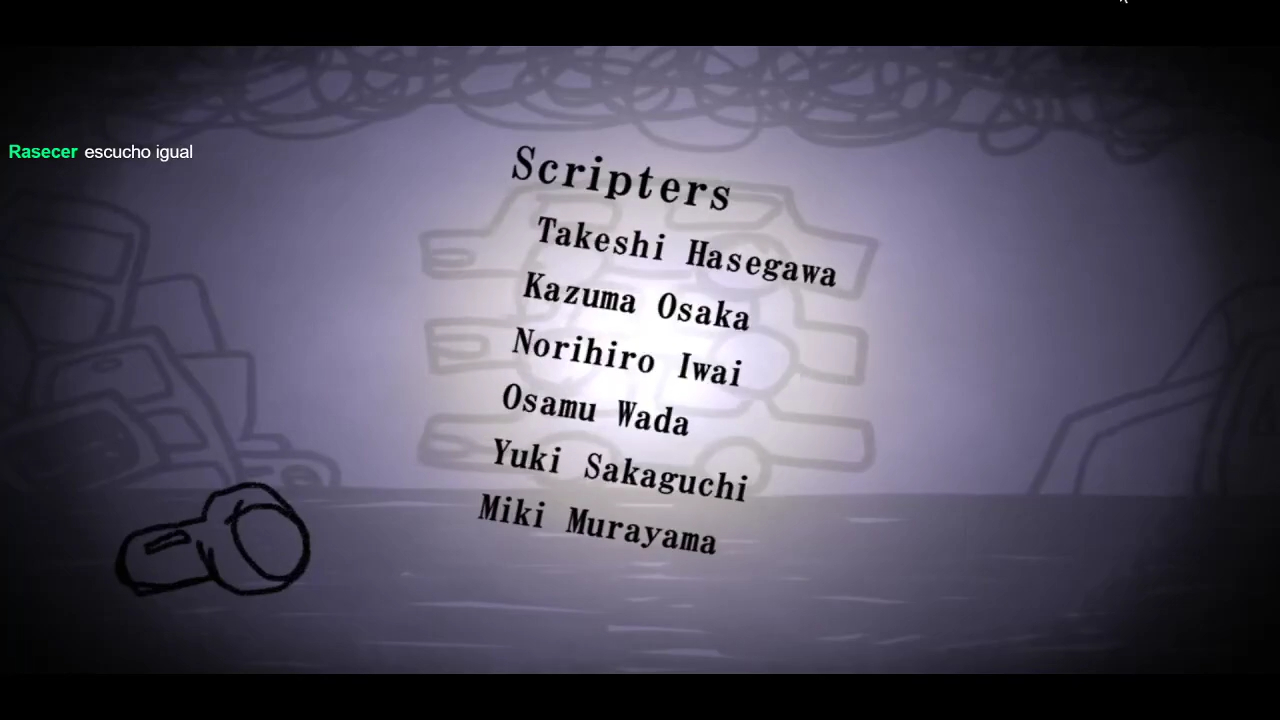 Rasecer escucho igual
Scripters
Takeshi Hasegawa
Kazuma Osaka
Norihiro Iwai
Osamu Wada
Yuki Sakaguchi
Miki Murayama